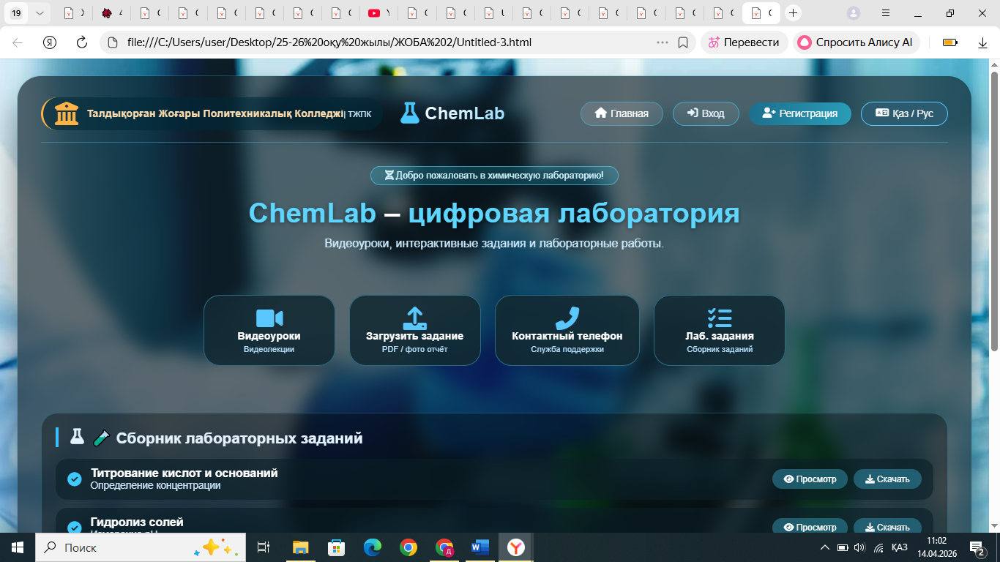 19
file:///C:/Users/user/Desktop/25-26%20оқу%20жылы/ЖОБА%202/Untitled-3.html
Перевести
Спросить Алису AI
Талдықорған Жоғары Политехникалық Колледжі| ТЖПК
ChemLab
Главная
Вход
Регистрация
Қаз / Рус
Добро пожаловать в химическую лабораторию!
ChemLab – цифровая лаборатория
Видеоуроки, интерактивные задания и лабораторные работы.
Видеоуроки
Видеолекции
Загрузить задание
PDF / фото отчёт
Контактный телефон
Служба поддержки
Лаб. задания
Сборник заданий
Сборник лабораторных заданий
Титрование кислот и оснований
Определение концентрации
Просмотр
Скачать
Гидролиз солей
Просмотр
Скачать
Поиск
ҚАЗ
11:02
14.04.2026
2